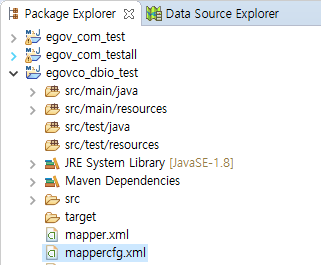 Package Explorer Data Source Explorer
egov_com_test
egov_com_testall
egovco_dbio_test
src/main/java
src/main/resources
src/test/java
src/test/resources
JRE System Library [JavaSE-1.8]
Maven Dependencies
src
target
mapper.xml
mappercfg.xml